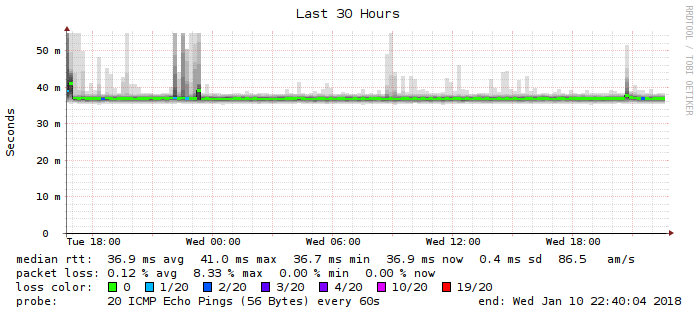 Last 30 Hours
RRDTOOL / TOBI OETIKER
Seconds
50 m
40 m
30 m
20 m
10 m
0
Tue 18:00 Wed 00:00 Wed 06:00 Wed 12:00 Wed 18:00
median rtt: 36.9 ms avg 41.0 ms max 36.7 ms min 36.9 ms now 0.4 ms sd 86.5 am/s
packet loss: 0.12 % avg 8.33 % max 0.00 % min 0.00 % now
loss color: 0 1/20 2/20 3/20 4/20 10/20 19/20
probe: 20 ICMP Echo Pings (56 Bytes) every 60s end: Wed Jan 10 22:40:04 2018